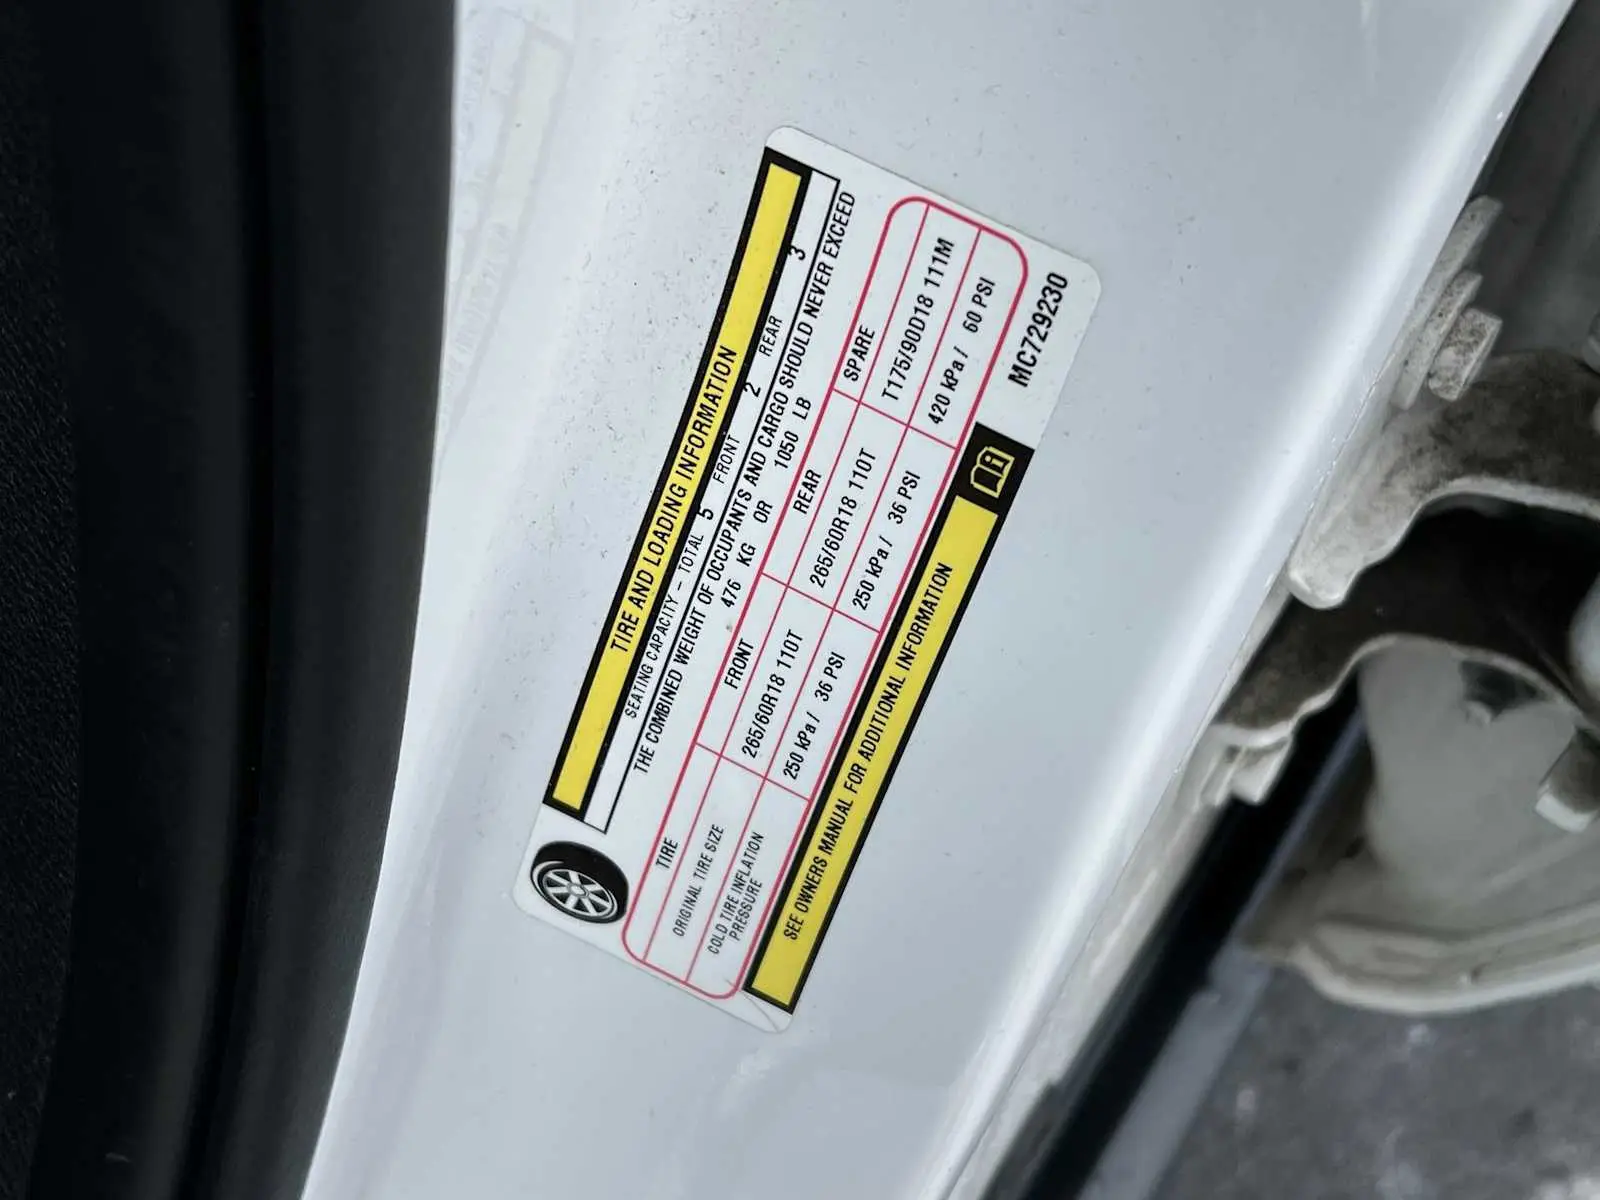 TIRE AND LOADING INFORMATION
SEATING CAPACITY - TOTAL 5 FRONT 2 REAR 3
THE COMBINED WEIGHT OF OCCUPANTS AND CARGO SHOULD NEVER EXCEED
476 KG OR 1050 LB
TIRE FRONT REAR SPARE
ORIGINAL TIRE SIZE 265/60R18 110T 265/60R18 110T T175/90D18 111M
COLD TIRE INFLATION PRESSURE 250 kPa / 36 PSI 250 kPa / 36 PSI 420 kPa / 60 PSI
SEE OWNERS MANUAL FOR ADDITIONAL INFORMATION
MC729230